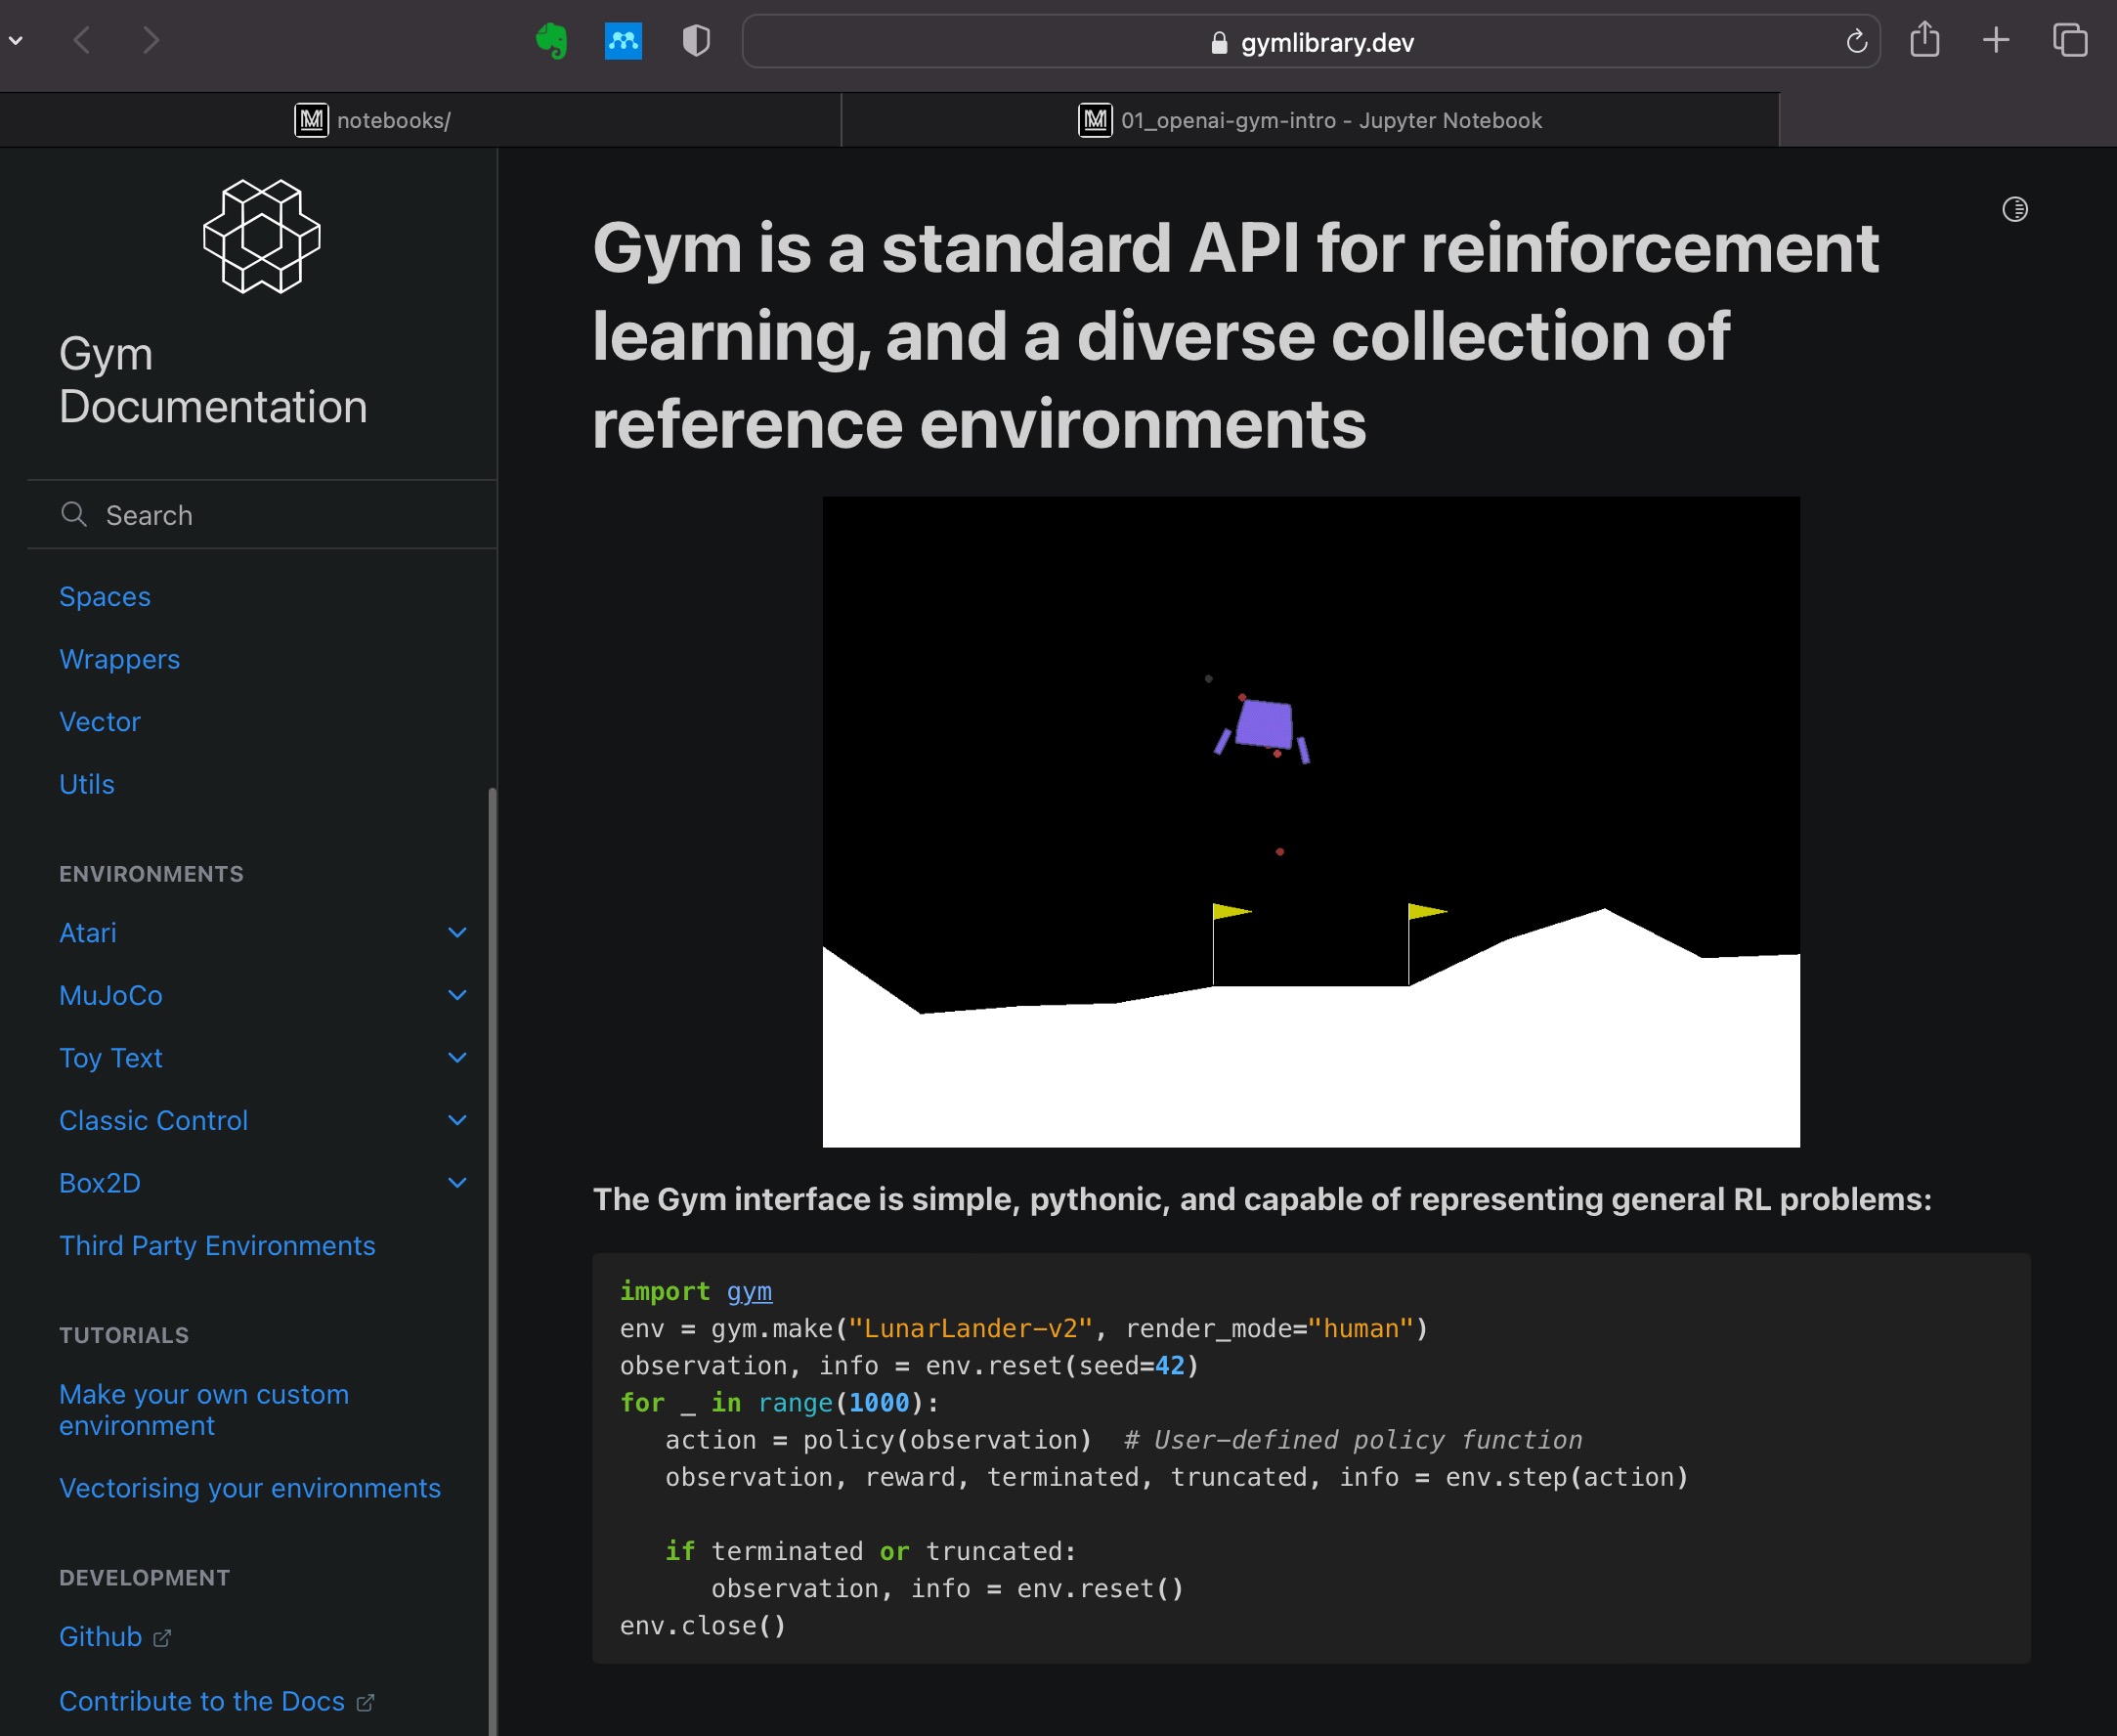 gymlibrary.dev
notebooks/
01_openai-gym-intro - Jupyter Notebook
Gym
Documentation
Search
Spaces
Wrappers
Vector
Utils
ENVIRONMENTS
Atari
MuJoCo
Toy Text
Classic Control
Box2D
Third Party Environments
TUTORIALS
Make your own custom
environment
Vectorising your environments
DEVELOPMENT
Github
Contribute to the Docs
Gym is a standard API for reinforcement
learning, and a diverse collection of
reference environments
The Gym interface is simple, pythonic, and capable of representing general RL problems:
import gym
env = gym.make("LunarLander-v2", render_mode="human")
observation, info = env.reset(seed=42)
for _ in range(1000):
   action = policy(observation)  # User-defined policy function
   observation, reward, terminated, truncated, info = env.step(action)

   if terminated or truncated:
      observation, info = env.reset()
env.close()